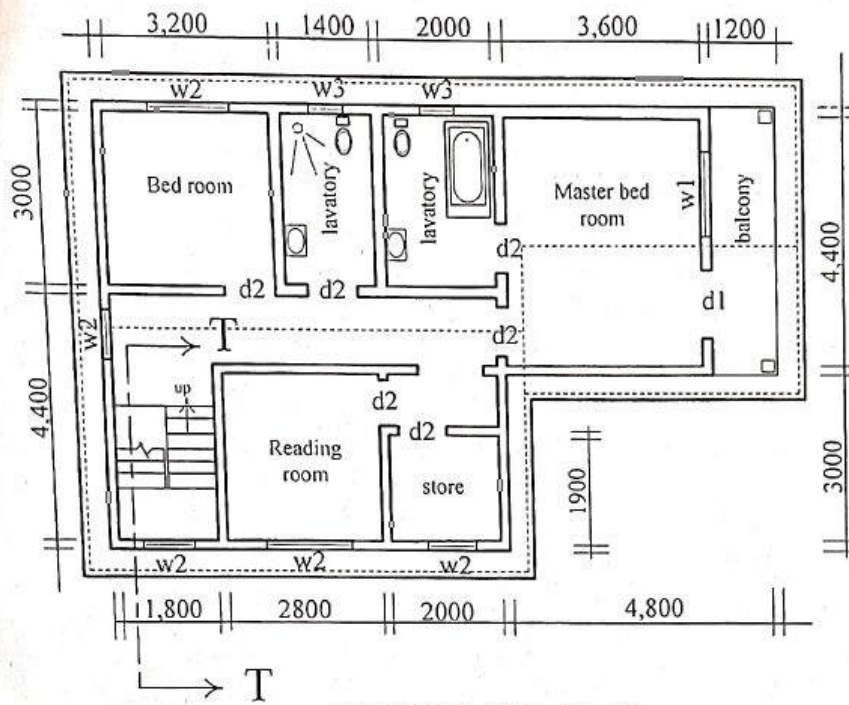 3,200 1400 2000 3,600 1200
w2 w3 w3
3000
Bed room
lavatory
lavatory
Master bed
room
w1
balcony
4,400
d2
d2 d2
d1
w2
T
d2
up
d2
d2
4,400
Reading
room
store
1900
3000
w2 w2 w2
1,800 2800 2000 4,800
T